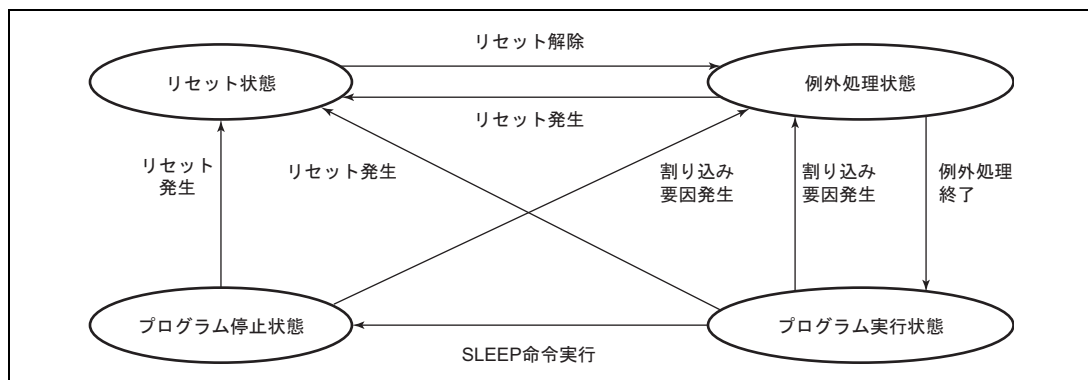 リセット解除
リセット状態
例外処理状態
リセット発生
リセット
発生
リセット発生
割り込み
要因発生
割り込み
要因発生
例外処理
終了
プログラム停止状態
プログラム実行状態
SLEEP命令実行